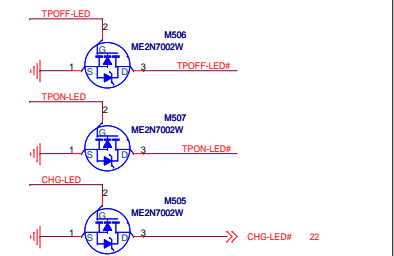 TPOFF-LED
2
M506
ME2N7002W
G
1 S D 3 TPOFF-LED#
TPON-LED
2
M507
ME2N7002W
G
1 S D 3 TPON-LED#
CHG-LED
2
M505
ME2N7002W
G
1 S D 3 CHG-LED# 22